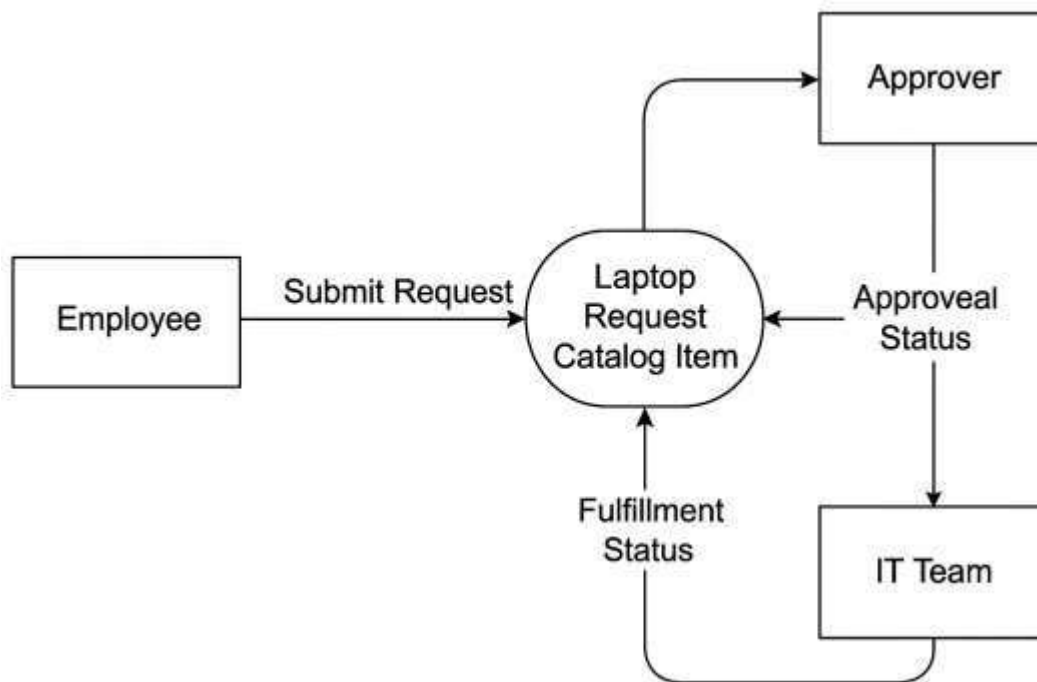 Approver
Employee
Submit Request
Laptop
Request
Catalog Item
Approveal
Status
Fulfillment
Status
IT Team